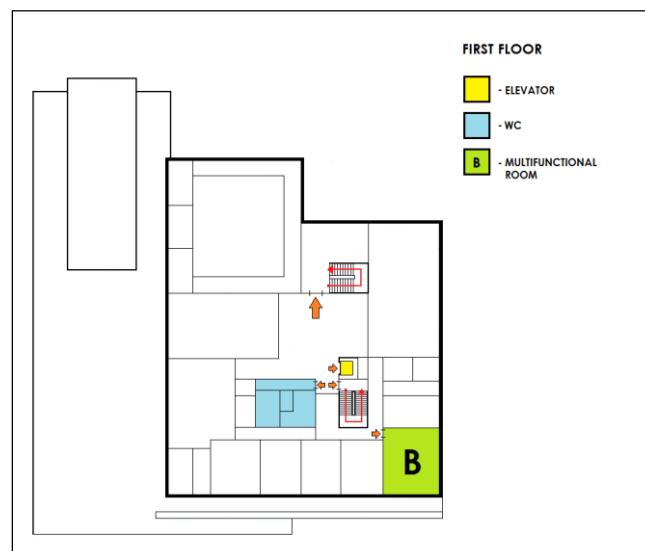 FIRST FLOOR
- ELEVATOR
- WC
B - MULTIFUNCTIONAL
ROOM
B